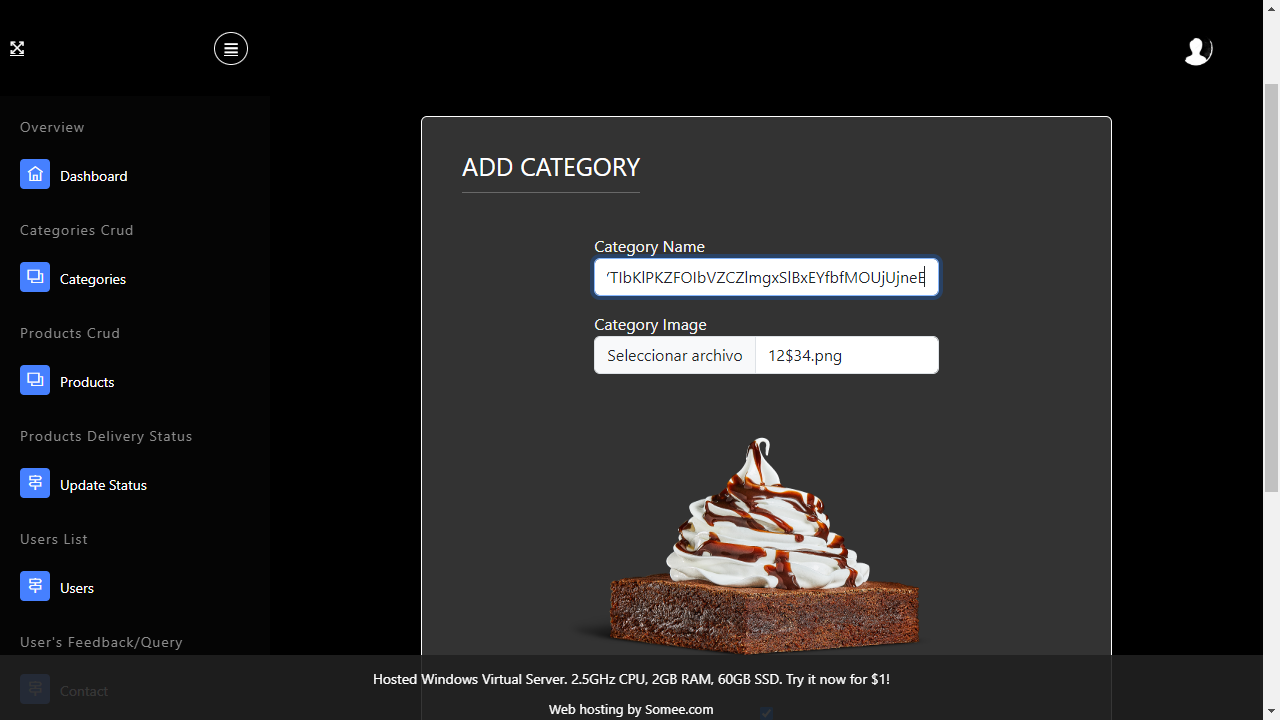 Overview
Dashboard
Categories Crud
Categories
Products Crud
Products
Products Delivery Status
Update Status
Users List
Users
User's Feedback/Query
Contact
ADD CATEGORY
Category Name
Category Image
Seleccionar archivo 12$34.png
Hosted Windows Virtual Server. 2.5GHz CPU, 2GB RAM, 60GB SSD. Try it now for $1!
Web hosting by Somee.com